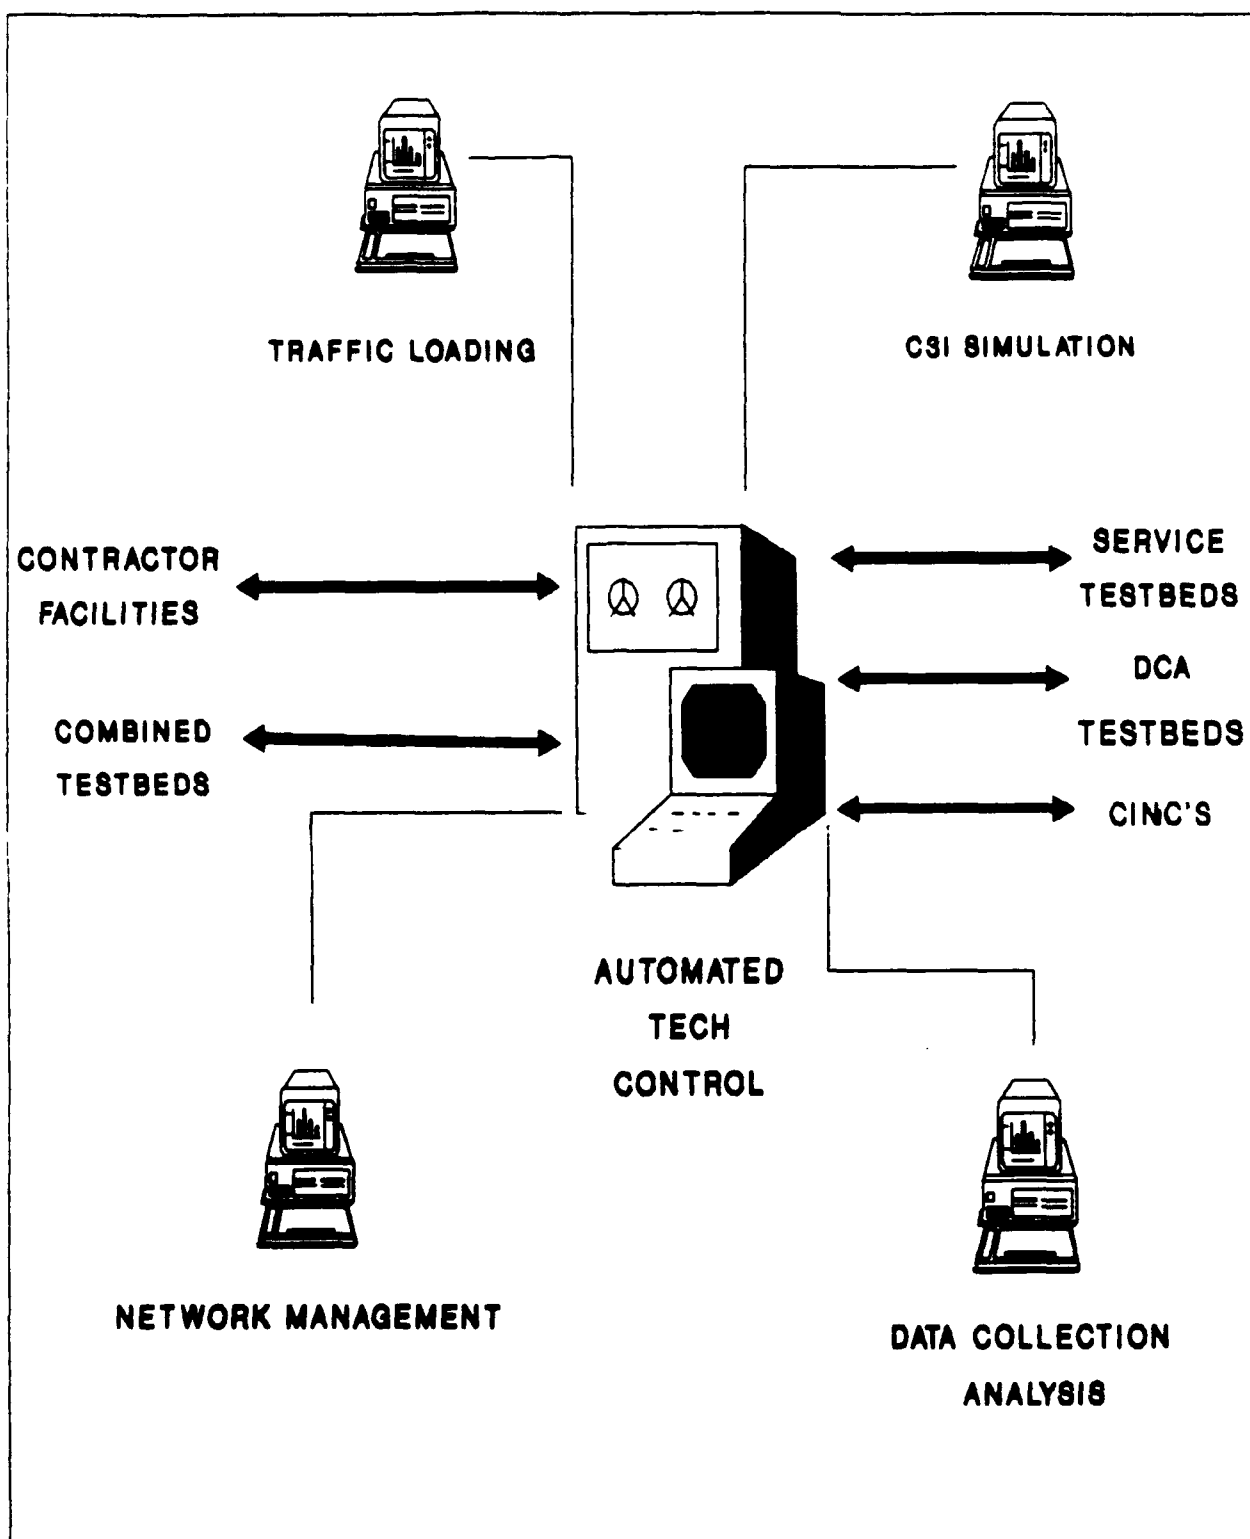 TRAFFIC LOADING
C3I SIMULATION
CONTRACTOR
FACILITIES
SERVICE
TESTBEDS
COMBINED
TESTBEDS
DCA
TESTBEDS
CINC'S
AUTOMATED
TECH
CONTROL
NETWORK MANAGEMENT
DATA COLLECTION
ANALYSIS